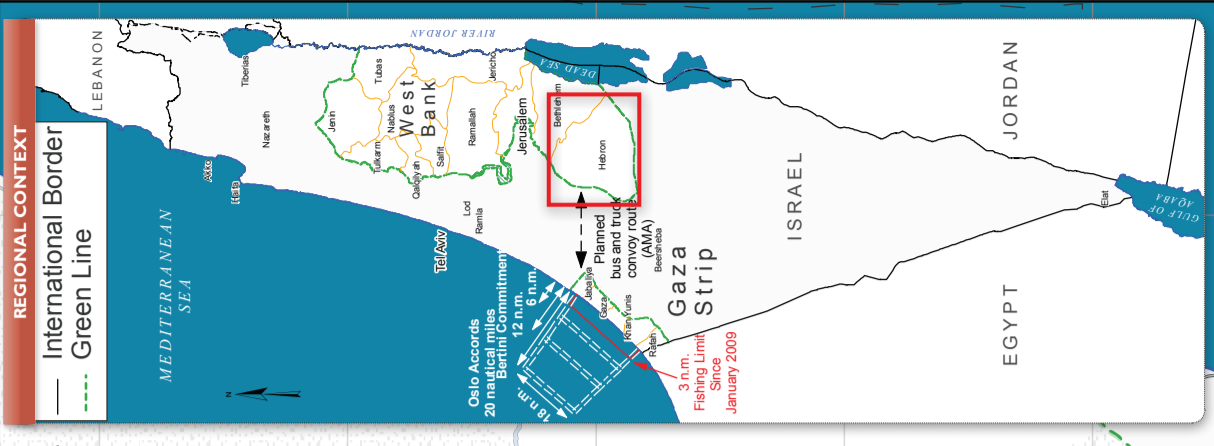 REGIONAL CONTEXT
International Border
Green Line
LEBANON
MEDITERRANEAN
SEA
N
Akko
Haifa
Tiberias
Nazareth
RIVER JORDAN
Jenin
Tubas
Tulkarm
Nablus
West
Bank
Qalqilyah
Salfit
Ramallah
Jericho
Jerusalem
Tel Aviv
Lod
Ramla
DEAD SEA
Bethlehem
Hebron
Planned
bus and truck
convoy route
(AMA)
Beersheba
Gaza
Strip
Jabaliya
Gaza
Khan Yunis
Rafah
Oslo Accords
20 nautical miles
Bertini Commitment
12 n.m.
6 n.m.
18 n.m
3 n.m.
Fishing Limit
Since
January 2009
ISRAEL
JORDAN
EGYPT
Elat
GULF OF
AQABA